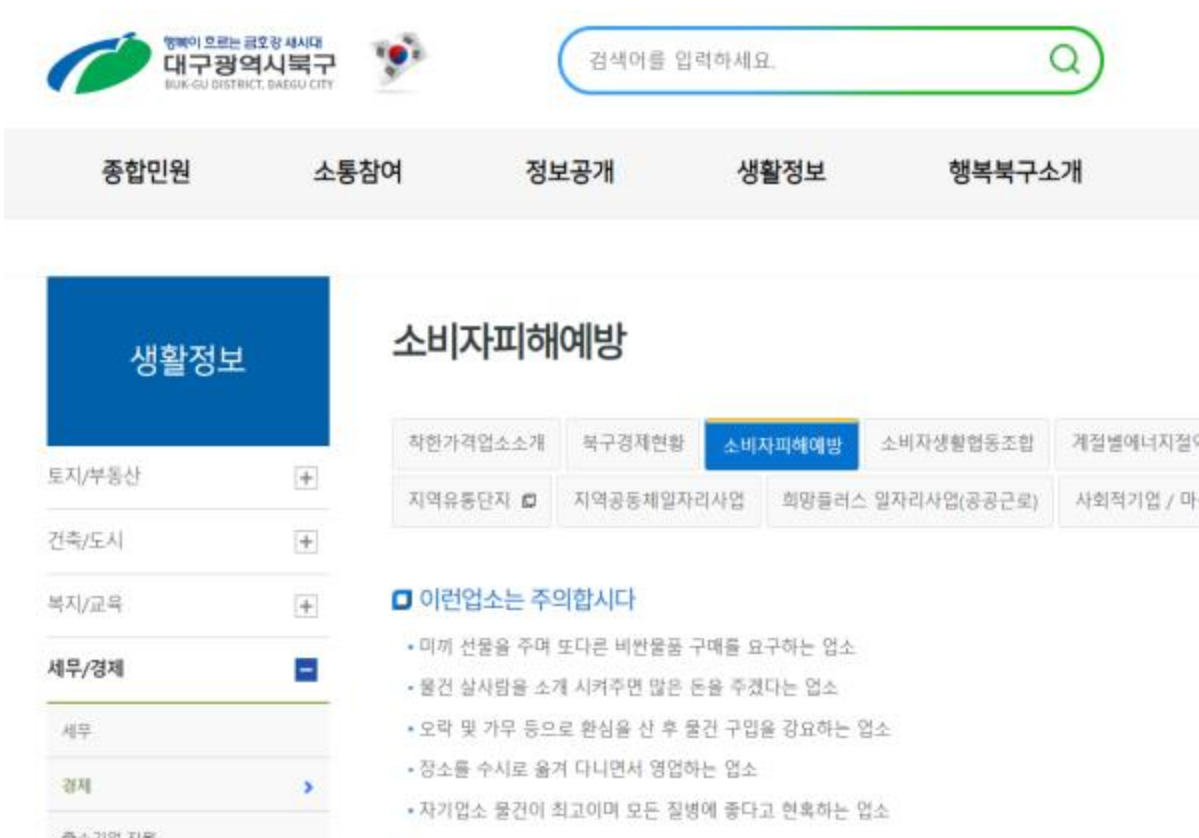 행복이 흐르는 금호강 새시대
대구광역시북구
BUK-GU DISTRICT, DAEGU CITY
검색어를 입력하세요.
종합민원 소통참여 정보공개 생활정보 행복북구소개
생활정보
토지/부동산
건축/도시
복지/교육
세무/경제
세무
경제
소비자피해예방
착한가격업소소개 북구경제현황 소비자피해예방 소비자생활협동조합 계절별에너지절약
지역유통단지 지역공동체일자리사업 희망플러스 일자리사업(공공근로) 사회적기업 /
이런업소는 주의합시다
• 미끼 선물을 주며 또다른 비싼물품 구매를 요구하는 업소
• 물건 살사람을 소개 시켜주면 많은 돈을 주겠다는 업소
• 오락 및 가무 등으로 환심을 산 후 물건 구입을 강요하는 업소
• 장소를 수시로 옮겨 다니면서 영업하는 업소
• 자기업소 물건이 최고이며 모든 질병에 좋다고 현혹하는 업소